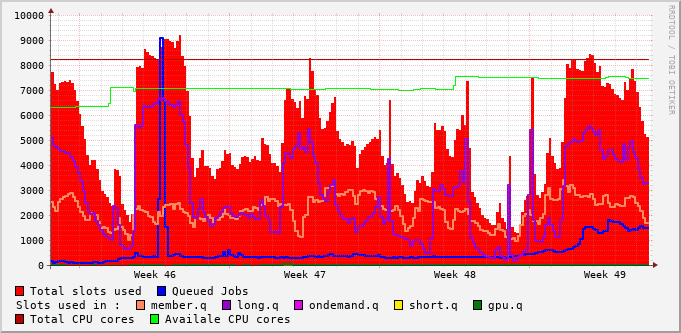 10000
9000
8000
7000
6000
5000
4000
3000
2000
1000
0
Week 46 Week 47 Week 48 Week 49
RRDTOOL / TOBI OETIKER
Total slots used Queued Jobs
Slots used in : member.q long.q ondemand.q short.q gpu.q
Total CPU cores Availale CPU cores